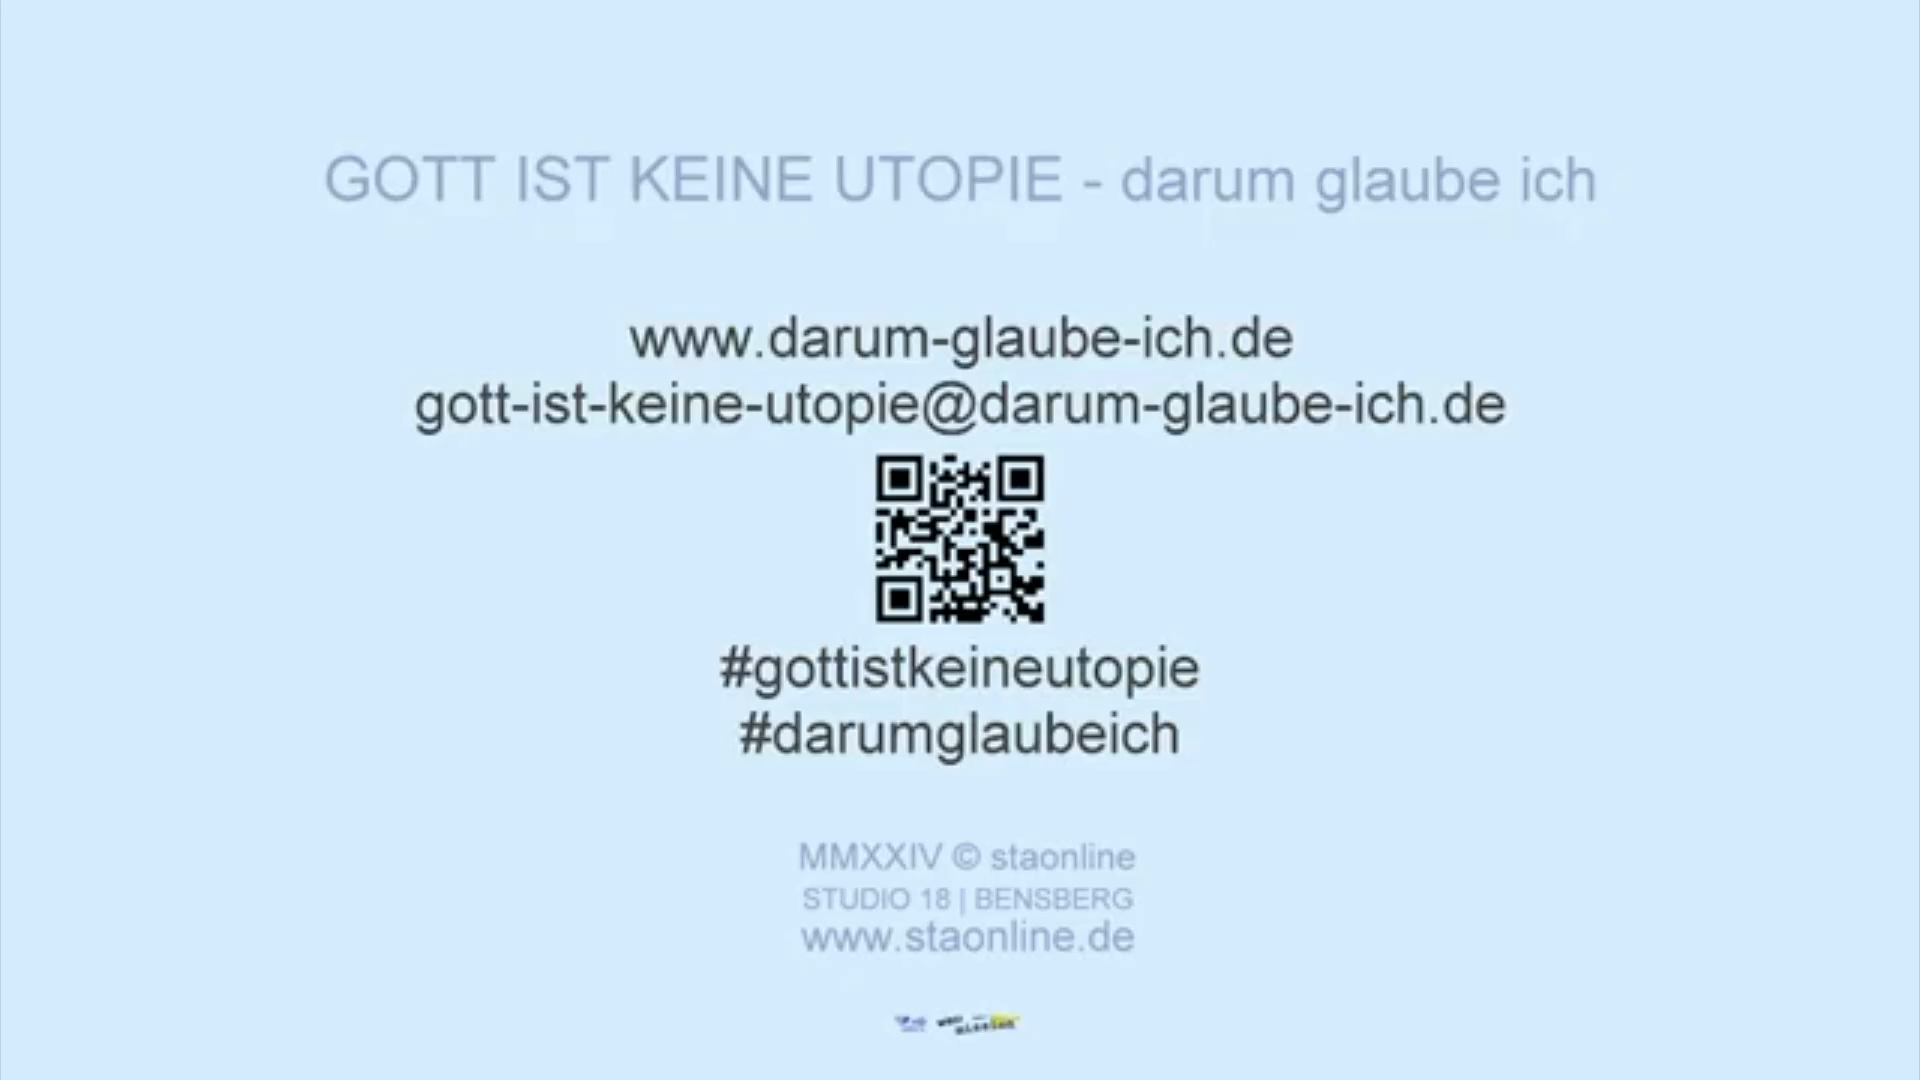 GOTT IST KEINE UTOPIE - darum glaube ich
www.darum-glaube-ich.de
gott-ist-keine-utopie@darum-glaube-ich.de
#gottistkeineutopie
#darumglaubeich
MMXXIV © staonline
STUDIO 18 | BENSBERG
www.staonline.de